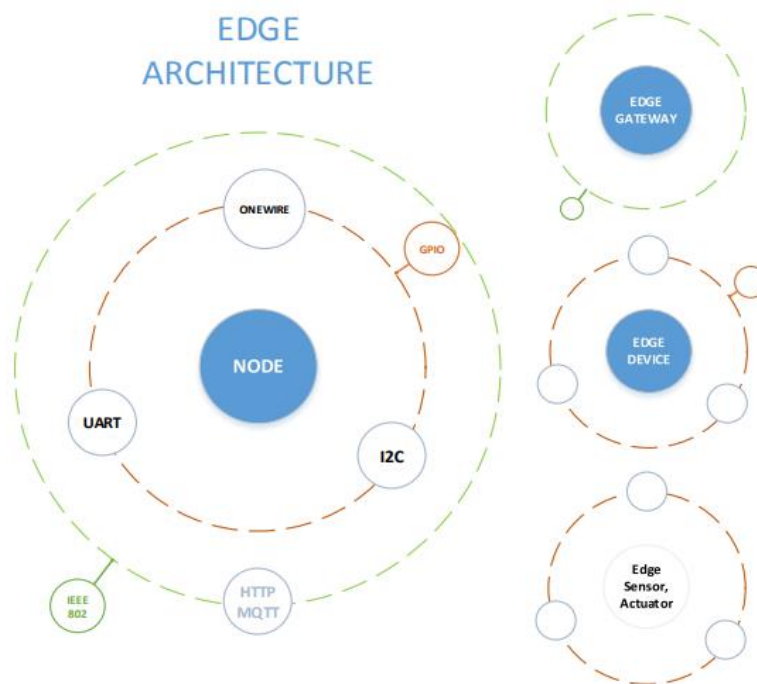 EDGE
ARCHITECTURE
ONEWIRE
GPIO
NODE
UART
I2C
IEEE
802
HTTP
MQTT
EDGE
GATEWAY
EDGE
DEVICE
Edge
Sensor,
Actuator